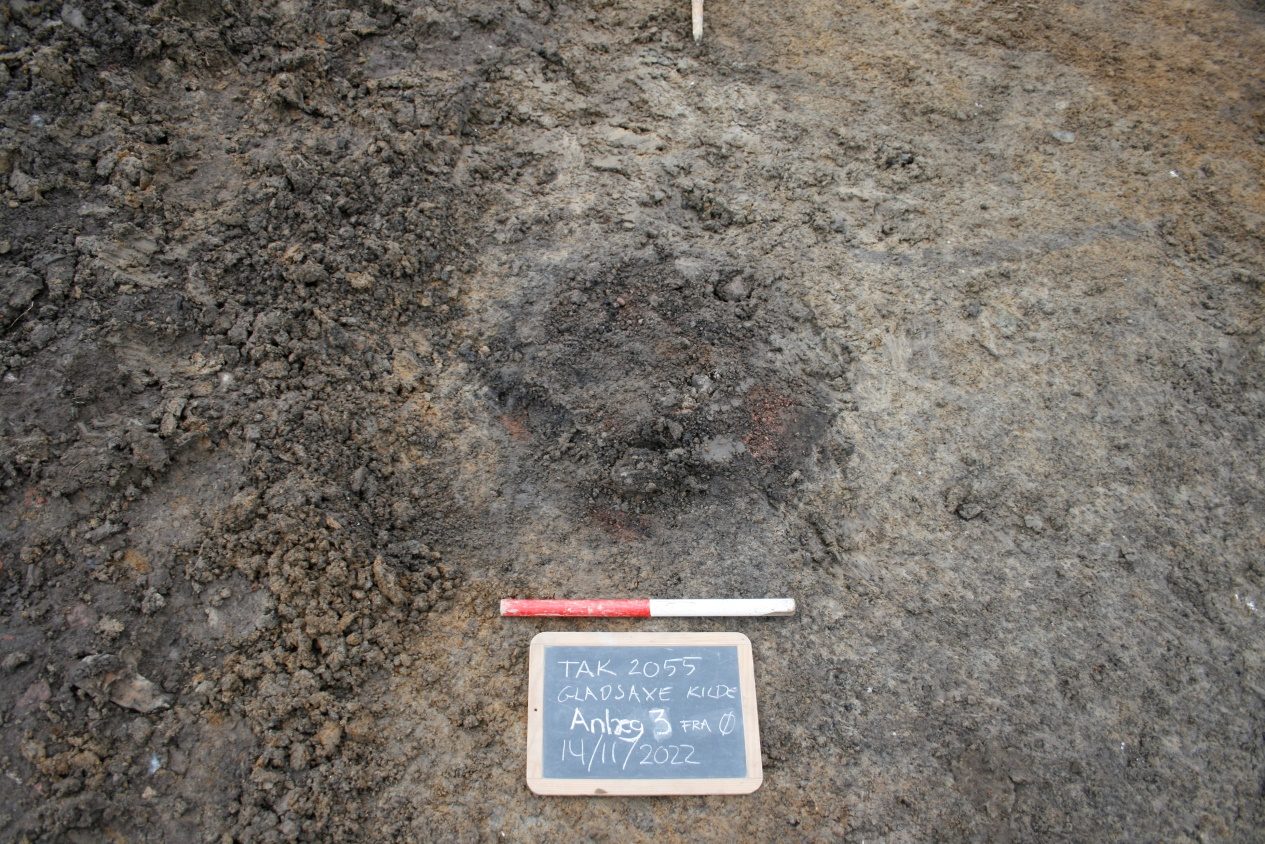 TAK 2055
GLADSAXE KILDE
Anlæg 3 FRA Ø
14/11/2022